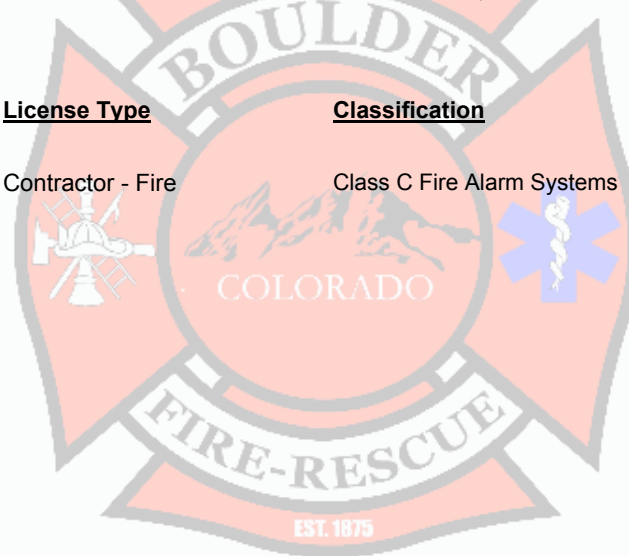 BOULDER
License Type Classification
Contractor - Fire Class C Fire Alarm Systems
COLORADO
FIRE-RESCUE
EST. 1875